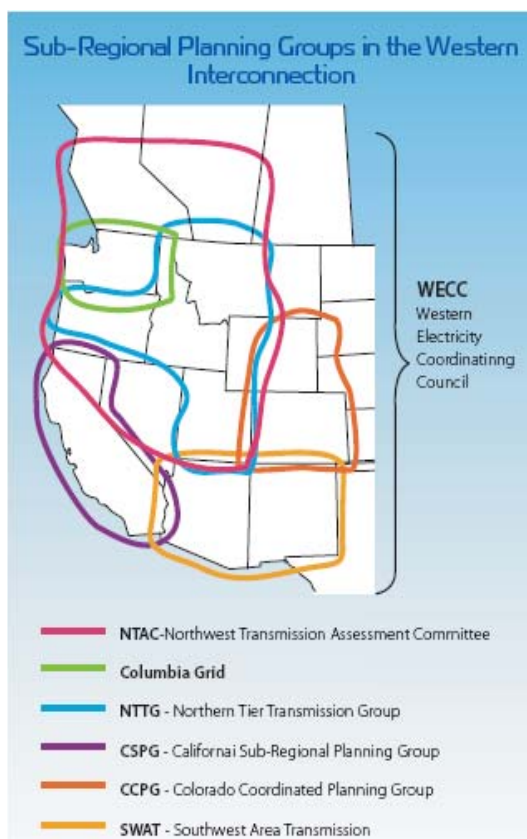 Sub-Regional Planning Groups in the Western
Interconnection
WECC
Western
Electricity
Coordinatinng
Council
NTAC-Northwest Transmission Assessment Committee
Columbia Grid
NTTG - Northern Tier Transmission Group
CSPG - Californai Sub-Regional Planning Group
CCPG - Colorado Coordinated Planning Group
SWAT - Southwest Area Transmission